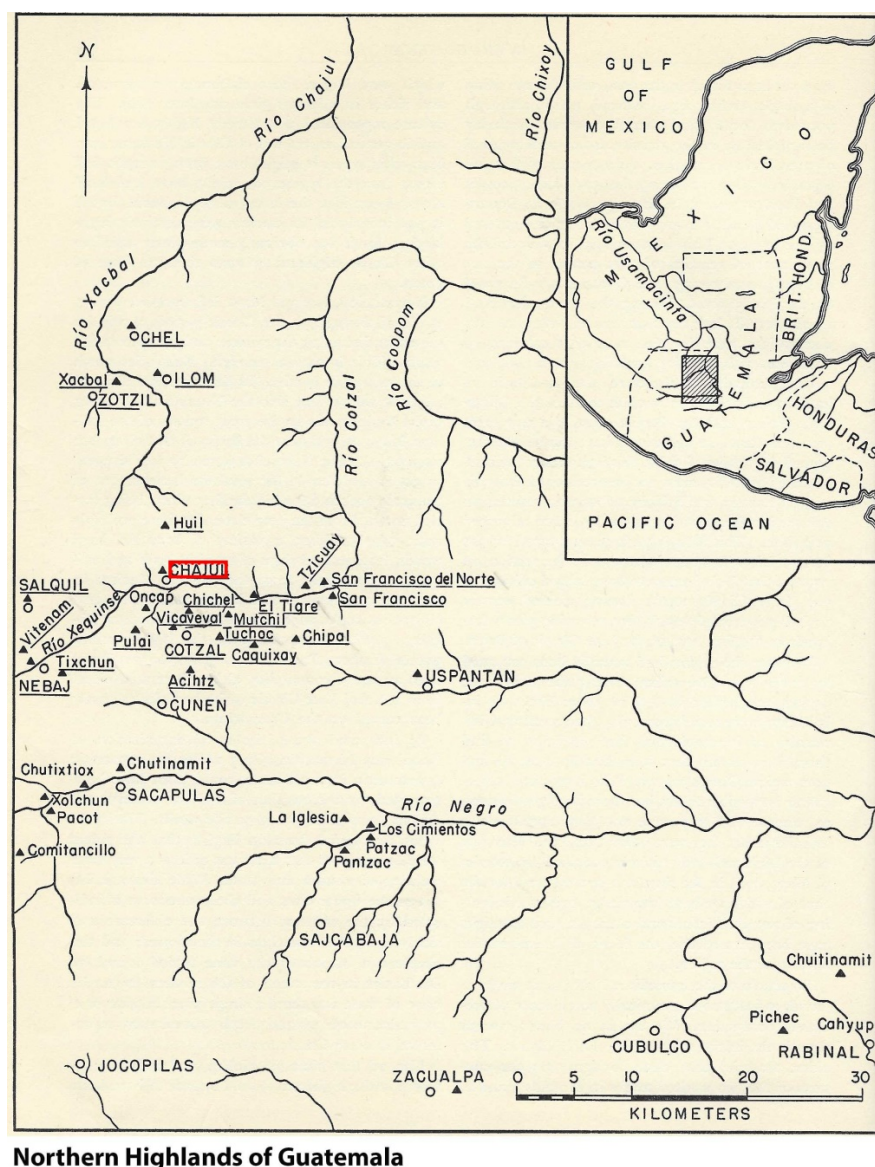 N
Río Chajul
Río Chixoy
GULF
OF
MEXICO
MEXICO
Río Usamacinta
GUATEMALA
BRIT. HOND.
HONDURAS
SALVADOR
PACIFIC OCEAN
Río Xacbal
CHEL
Xacbal
ILOM
ZOTZIL
Río Coopom
Río Cotzal
Huil
CHAJUL
SALQUIL
Tzicuay
San Francisco del Norte
San Francisco
Oncap
Chichel
El Tigre
Vitenam
Río Xequinse
Vicaveval
Mutchil
Pulai
Tuchoc
Chipal
COTZAL
Caquixay
Tixchun
NEBAJ
Acihtz
USPANTAN
CUNEN
Chutinamit
Chutixtiox
SACAPULAS
Xolchun
Pacot
Río Negro
La Iglesia
Los Cimientos
Patzac
Comitancillo
Pantzac
SAJCABAJA
Chuitinamit
Pichec
Cahyup
CUBULCO
RABINAL
JOCOPILAS
ZACUALPA
0 5 10 20 30
KILOMETERS
Northern Highlands of Guatemala